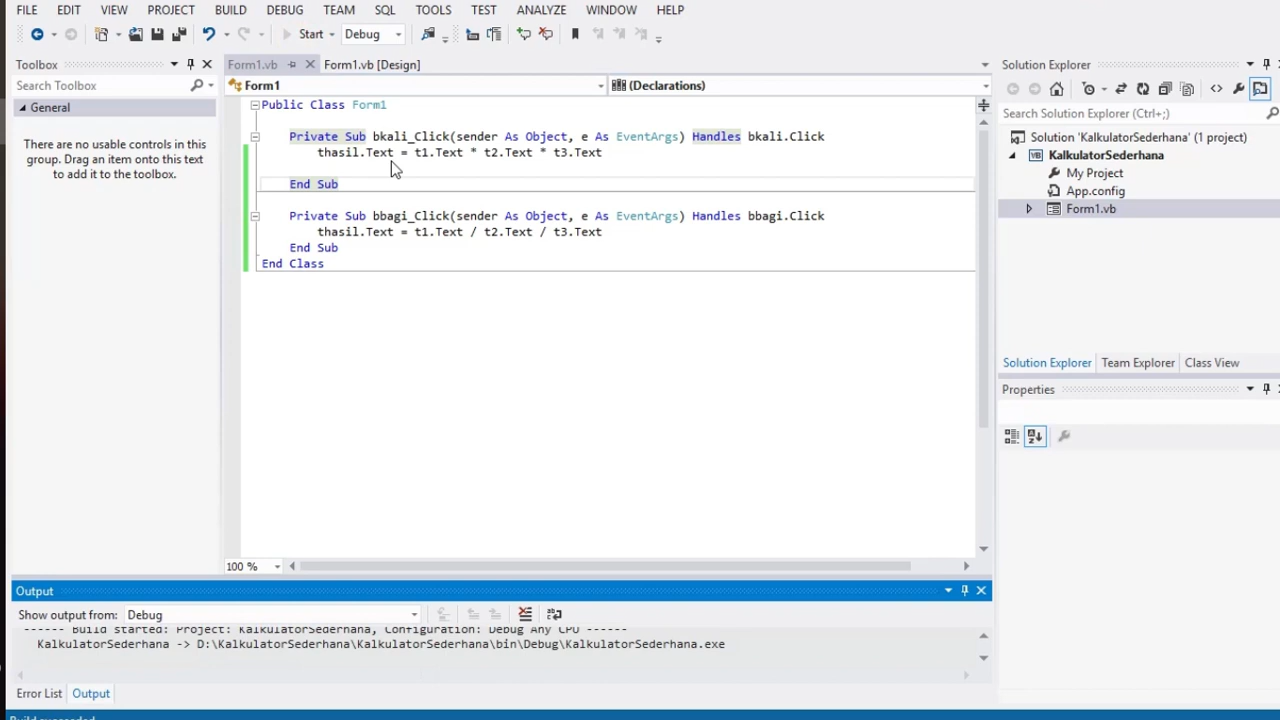 FILE EDIT VIEW PROJECT BUILD DEBUG TEAM SQL TOOLS TEST ANALYZE WINDOW HELP
Start Debug
Toolbox
Form1.vb Form1.vb [Design]
Solution Explorer
Search Toolbox
Form1 (Declarations)
General
Search Solution Explorer (Ctrl+;)
There are no usable controls in this
group. Drag an item onto this text
to add it to the toolbox.
Public Class Form1
Private Sub bkali_Click(sender As Object, e As EventArgs) Handles bkali.Click
thasil.Text = t1.Text * t2.Text * t3.Text
End Sub
Private Sub bbagi_Click(sender As Object, e As EventArgs) Handles bbagi.Click
thasil.Text = t1.Text / t2.Text / t3.Text
End Sub
End Class
Solution 'KalkulatorSederhana' (1 project)
VB KalkulatorSederhana
My Project
App.config
Form1.vb
Solution Explorer Team Explorer Class View
Properties
100 %
Output
Show output from: Debug
------ Build started: Project: KalkulatorSederhana, Configuration: Debug Any CPU ------
KalkulatorSederhana -> D:\KalkulatorSederhana\KalkulatorSederhana\bin\Debug\KalkulatorSederhana.exe
Error List Output
Build succeeded